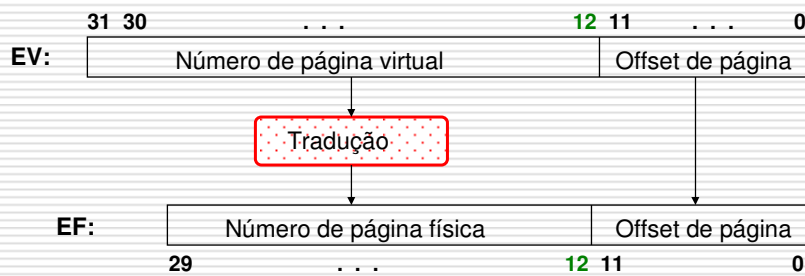 31 30 . . . 12 11 . . . 0
EV: Número de página virtual Offset de página
Tradução
EF: Número de página física Offset de página
29 . . . 12 11 0